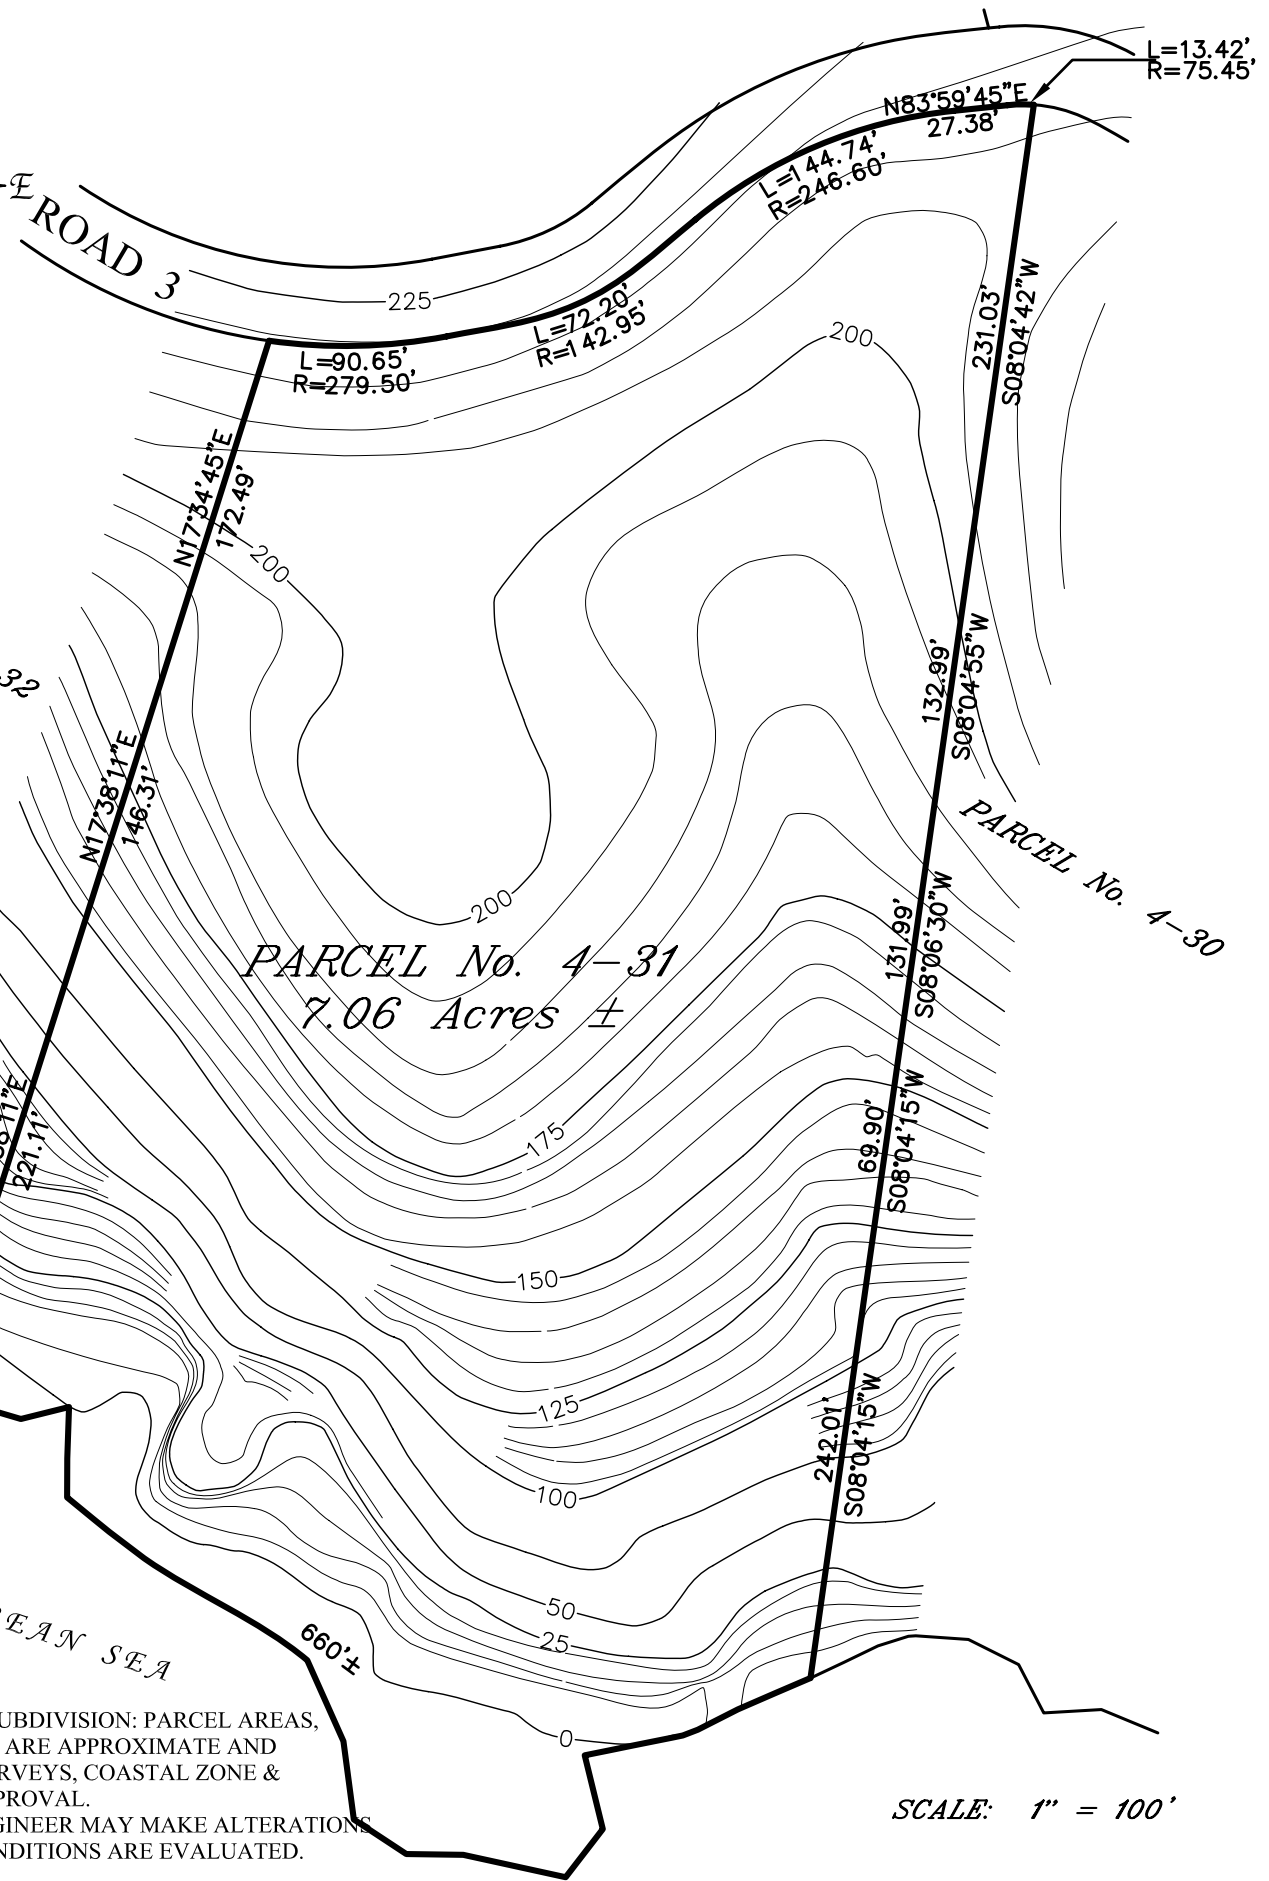 L=13.42'
R=75.45'
N83°59'45"E
27.38'
L=144.74'
R=246.60'
ROAD 3
225
L=72.20'
R=142.95'
L=90.65'
R=279.50'
200
231.03'
S08°04'42"W
N17°34'45"E
172.49'
200
132.99'
S08°04'55"W
-32
N17°38'11"E
146.31'
PARCEL No. 4-30
200
131.99'
S08°06'30"W
PARCEL No. 4-31
7.06 Acres ±
221.11'
175
69.90'
S08°04'15"W
150
125
242.01'
S08°04'15"W
100
50
25
660'±
EAN SEA
0
UBDIVISION: PARCEL AREAS,
ARE APPROXIMATE AND
RVEYS, COASTAL ZONE &
PROVAL.
GINEER MAY MAKE ALTERATIONS
NDITIONS ARE EVALUATED.
SCALE: 1" = 100'